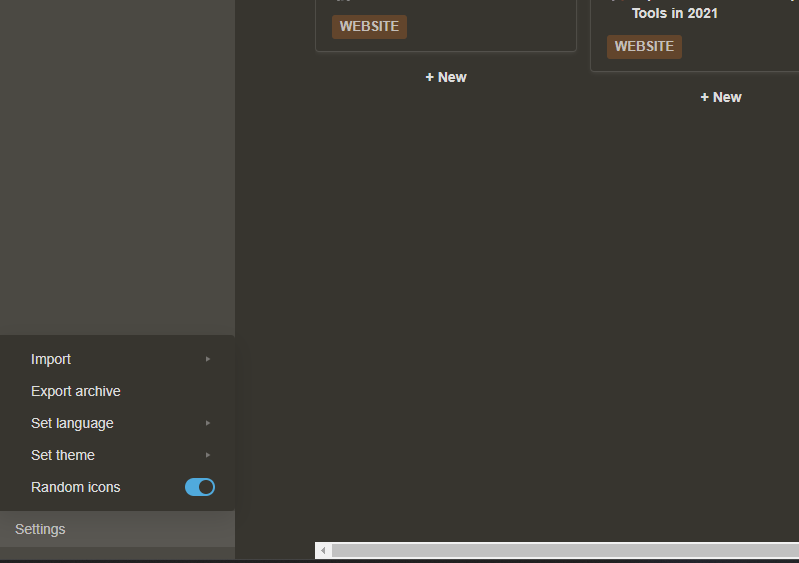 Tools in 2021
WEBSITE
WEBSITE
+ New
+ New
Import
Export archive
Set language
Set theme
Random icons
Settings